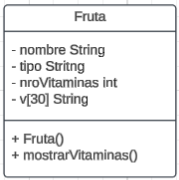 Fruta
- nombre String
- tipo Stritng
- nroVitaminas int
- v[30] String
+ Fruta()
+ mostrarVitaminas()